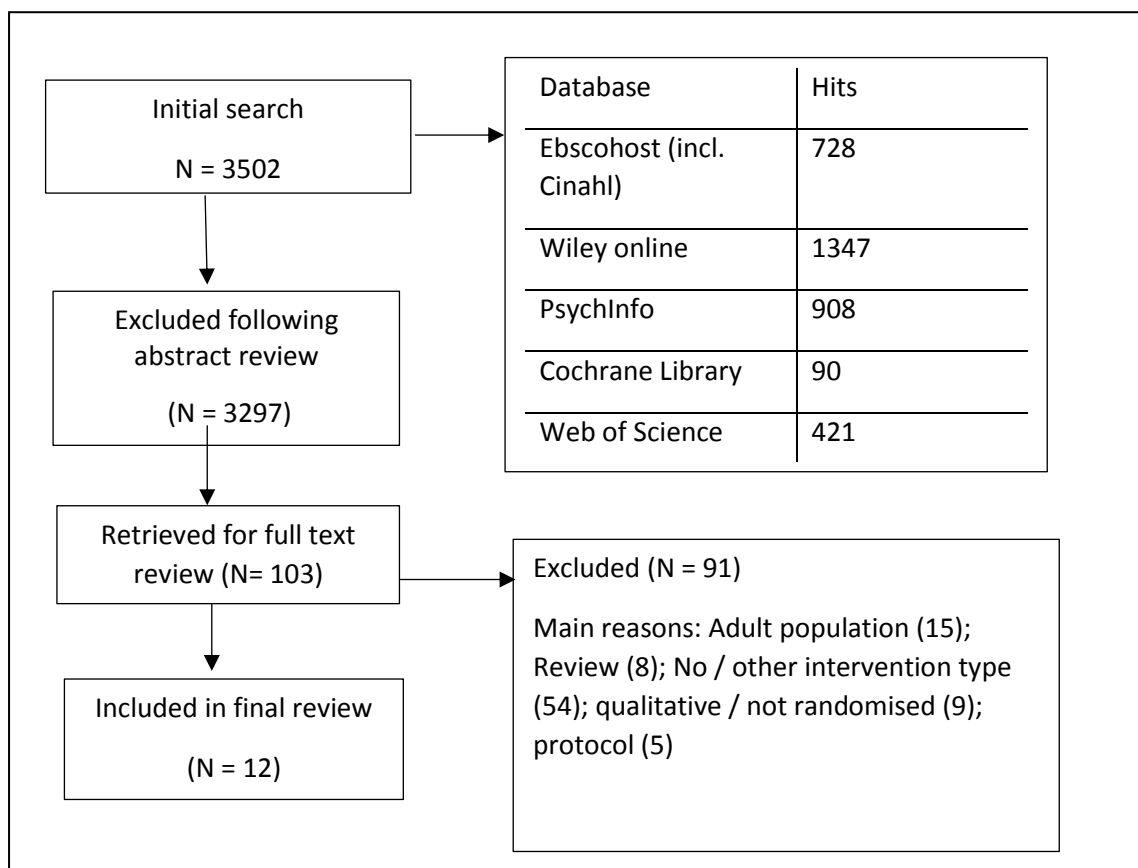 Initial search
N = 3502
Database Hits
Ebscohost (incl. 728
Cinahl)
Wiley online 1347
PsychInfo 908
Cochrane Library 90
Web of Science 421
Excluded following
abstract review
(N = 3297)
Retrieved for full text
review (N= 103)
Excluded (N = 91)
Main reasons: Adult population (15);
Review (8); No / other intervention type
(54); qualitative / not randomised (9);
protocol (5)
Included in final review
(N = 12)